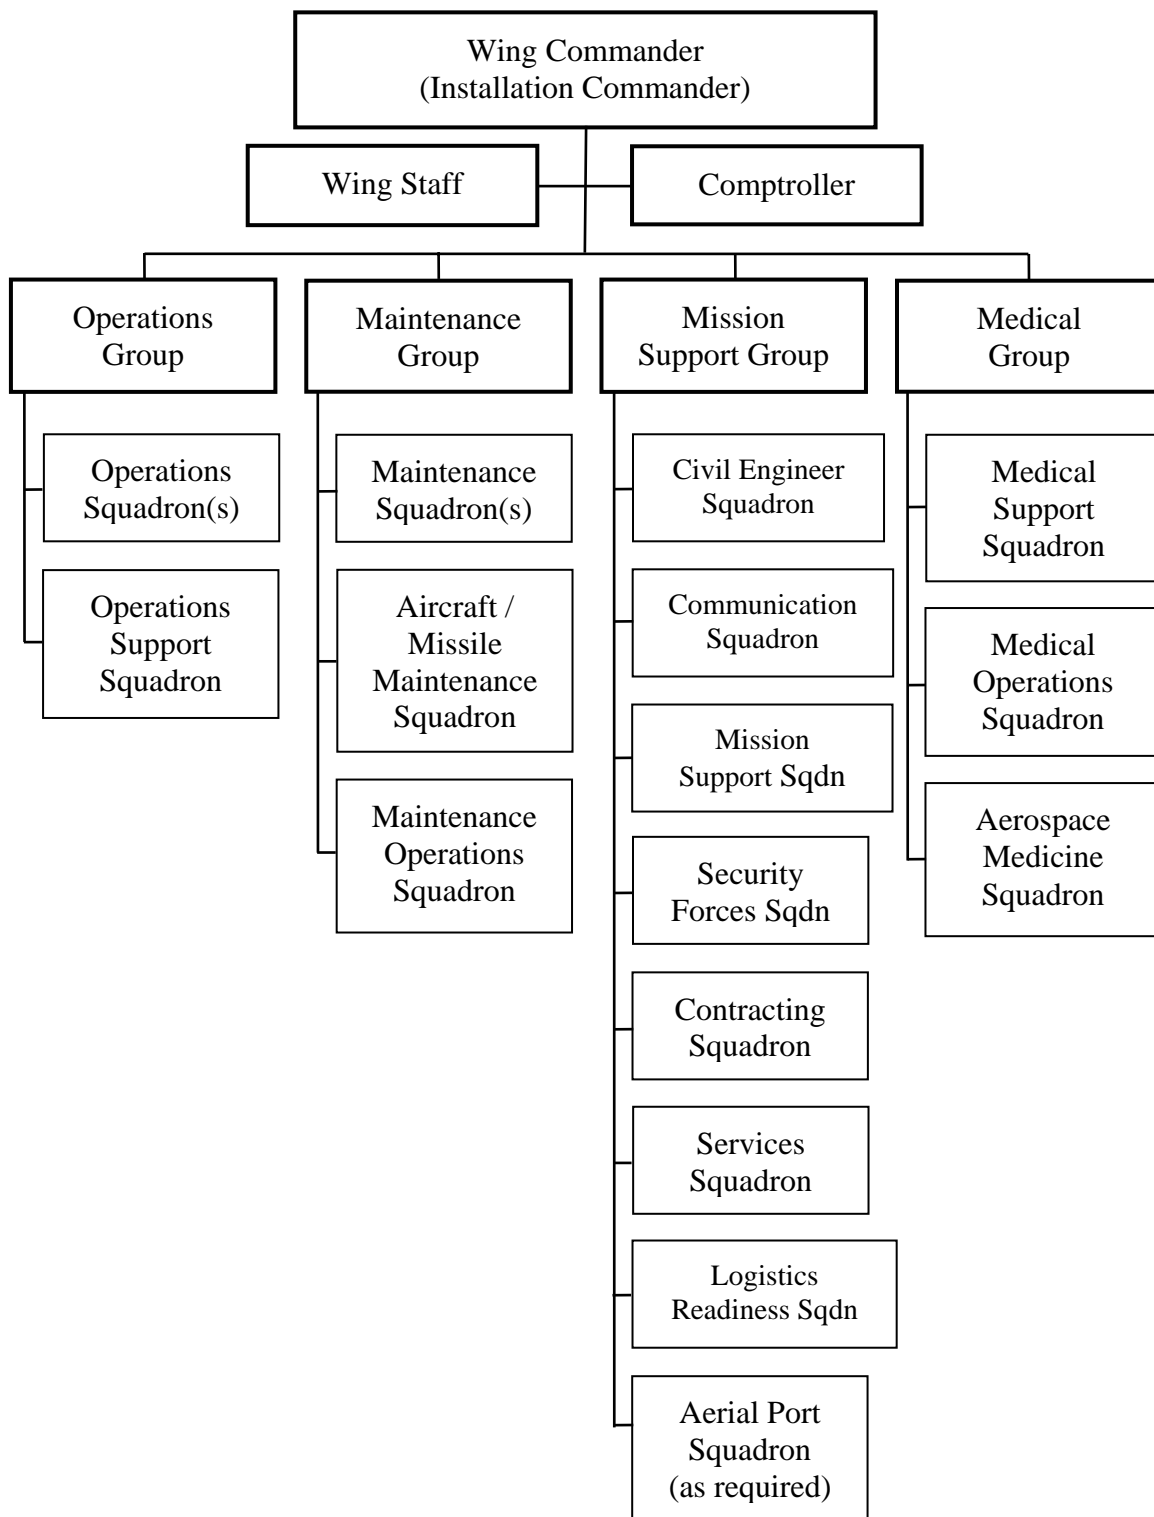 Wing Commander
(Installation Commander)
Wing Staff
Comptroller
Operations
Group
Maintenance
Group
Mission
Support Group
Medical
Group
Operations
Squadron(s)
Operations
Support
Squadron
Maintenance
Squadron(s)
Aircraft /
Missile
Maintenance
Squadron
Maintenance
Operations
Squadron
Civil Engineer
Squadron
Communication
Squadron
Mission
Support Sqdn
Security
Forces Sqdn
Contracting
Squadron
Services
Squadron
Logistics
Readiness Sqdn
Aerial Port
Squadron
(as required)
Medical
Support
Squadron
Medical
Operations
Squadron
Aerospace
Medicine
Squadron